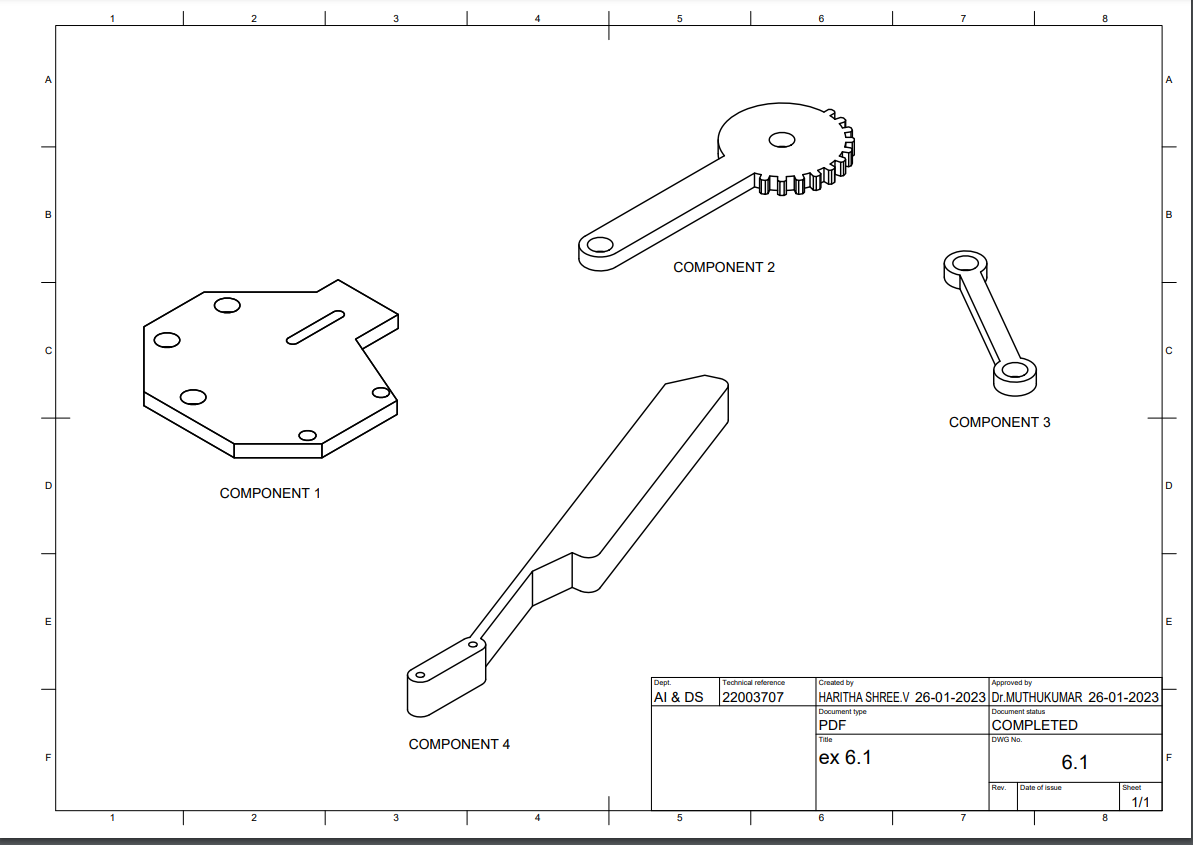 1 2 3 4 5 6 7 8
A A
B B
COMPONENT 2
C C
COMPONENT 3
COMPONENT 1
D D
E E
COMPONENT 4
F F
Dept. Technical reference Created by Approved by
AI & DS 22003707 HARITHA SHREE.V 26-01-2023 Dr.MUTHUKUMAR 26-01-2023
Document type Document status
PDF COMPLETED
Title DWG No.
ex 6.1 6.1
Rev. Date of issue Sheet
1/1
1 2 3 4 5 6 7 8